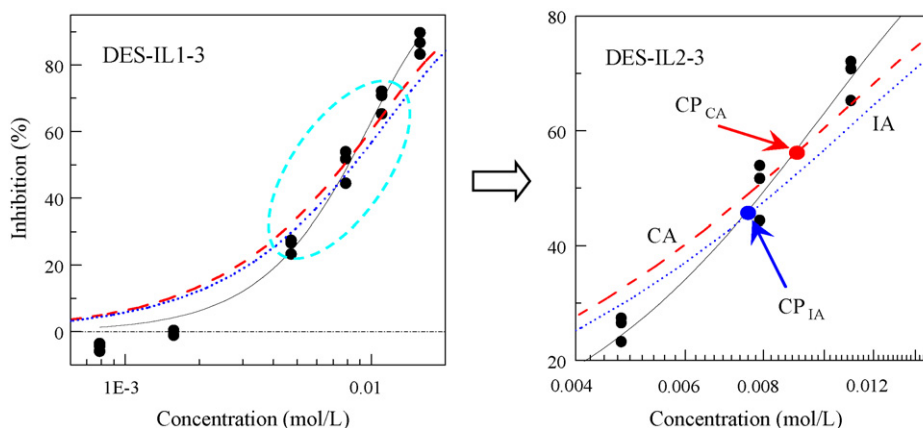 DES-IL1-3
Inhibition (%)
80
60
40
20
0
1E-3
0.01
Concentration (mol/L)
DES-IL2-3
80
60
40
20
CP CA
IA
CA
CP IA
0.004
0.006
0.008
0.012
Concentration (mol/L)